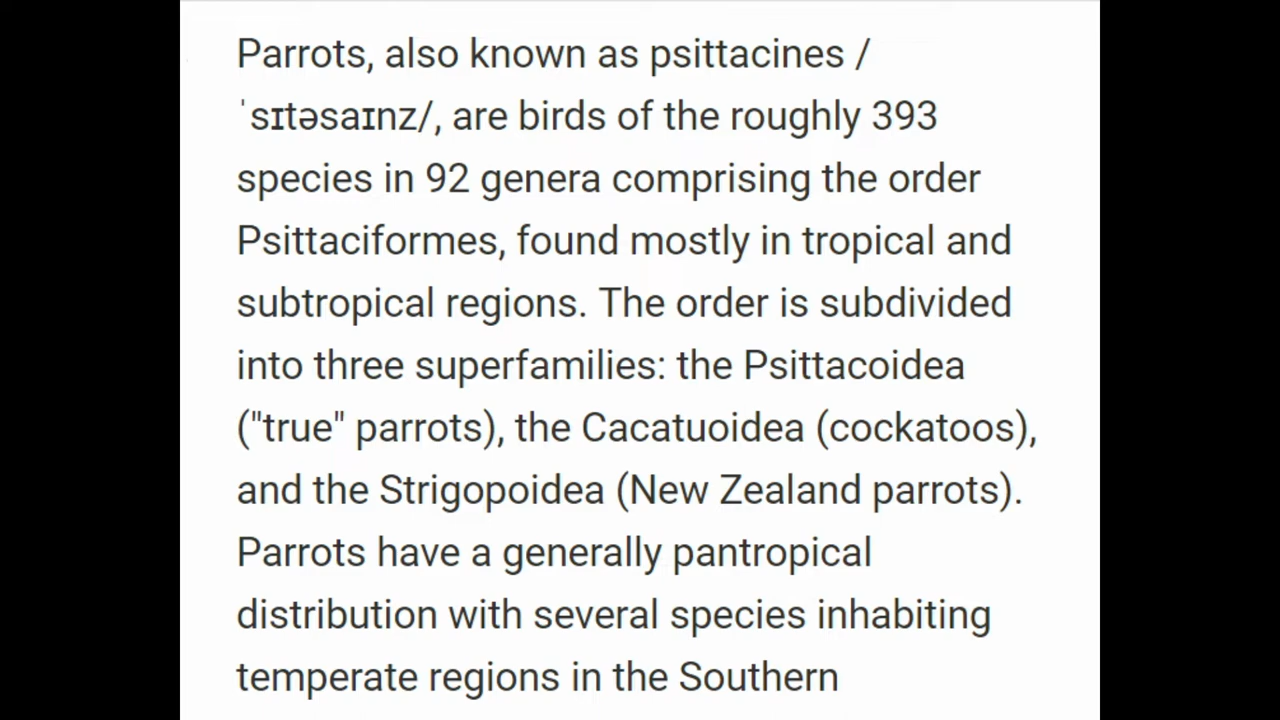 Parrots, also known as psittacines /
ˈsɪtəsaɪnz/, are birds of the roughly 393
species in 92 genera comprising the order
Psittaciformes, found mostly in tropical and
subtropical regions. The order is subdivided
into three superfamilies: the Psittacoidea
("true" parrots), the Cacatuoidea (cockatoos),
and the Strigopoidea (New Zealand parrots).
Parrots have a generally pantropical
distribution with several species inhabiting
temperate regions in the Southern